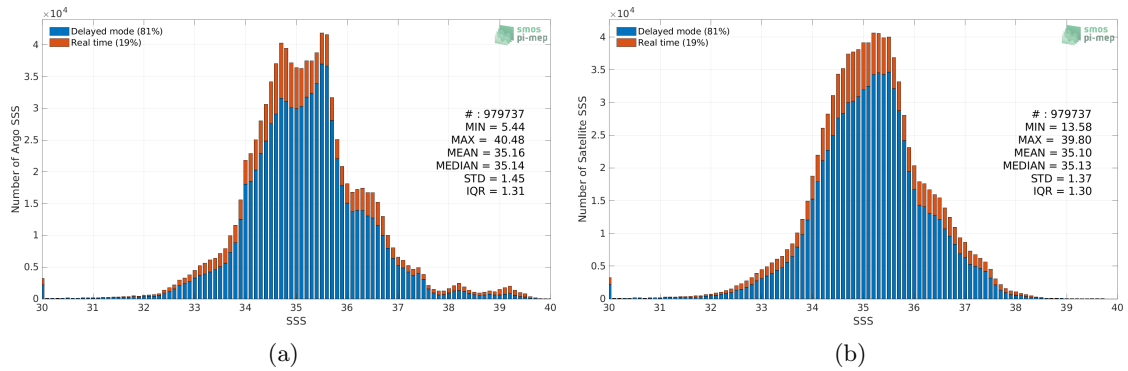 ×10^4
Delayed mode (81%)
Real time (19%)
smos
pi-mep
4
3.5
3
2.5
2
1.5
1
0.5
0
Number of Argo SSS
# : 979737
MIN = 5.44
MAX = 40.48
MEAN = 35.16
MEDIAN = 35.14
STD = 1.45
IQR = 1.31
30 31 32 33 34 35 36 37 38 39 40
SSS
(a)
×10^4
Delayed mode (81%)
Real time (19%)
smos
pi-mep
4
3.5
3
2.5
2
1.5
1
0.5
0
Number of Satellite SSS
# : 979737
MIN = 13.58
MAX = 39.80
MEAN = 35.10
MEDIAN = 35.13
STD = 1.37
IQR = 1.30
30 31 32 33 34 35 36 37 38 39 40
SSS
(b)